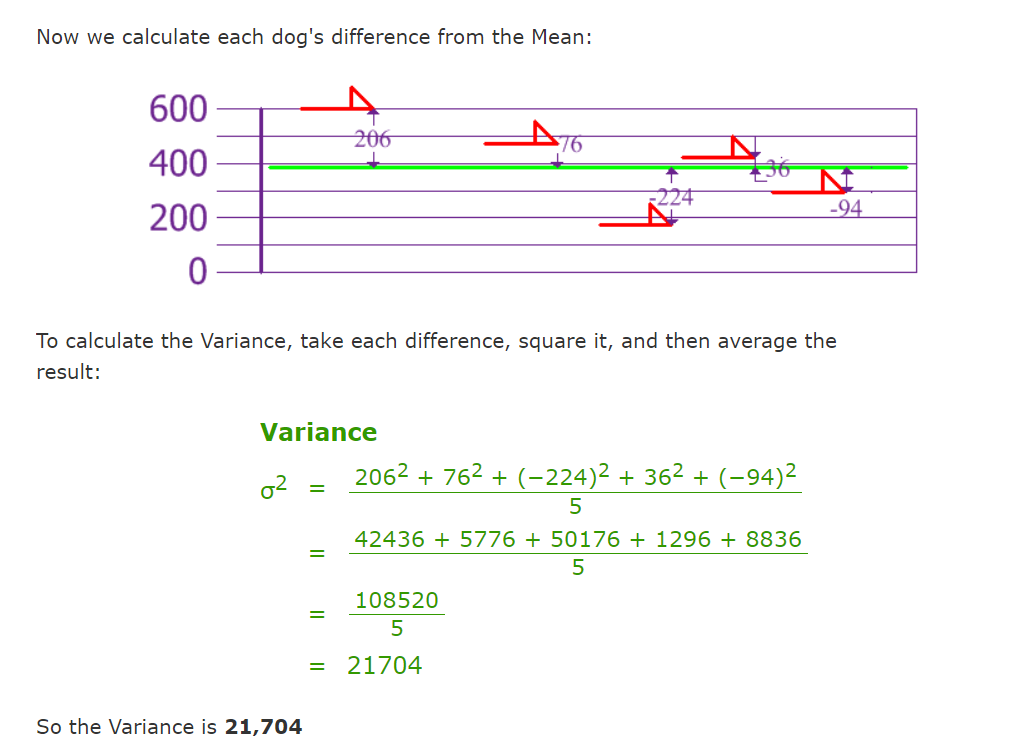 Now we calculate each dog's difference from the Mean:
600
206
76
400
36
-224
200
-94
0
To calculate the Variance, take each difference, square it, and then average the
result:
Variance
σ² = 206² + 76² + (−224)² + 36² + (−94)²
5
= 42436 + 5776 + 50176 + 1296 + 8836
5
= 108520
5
= 21704
So the Variance is 21,704